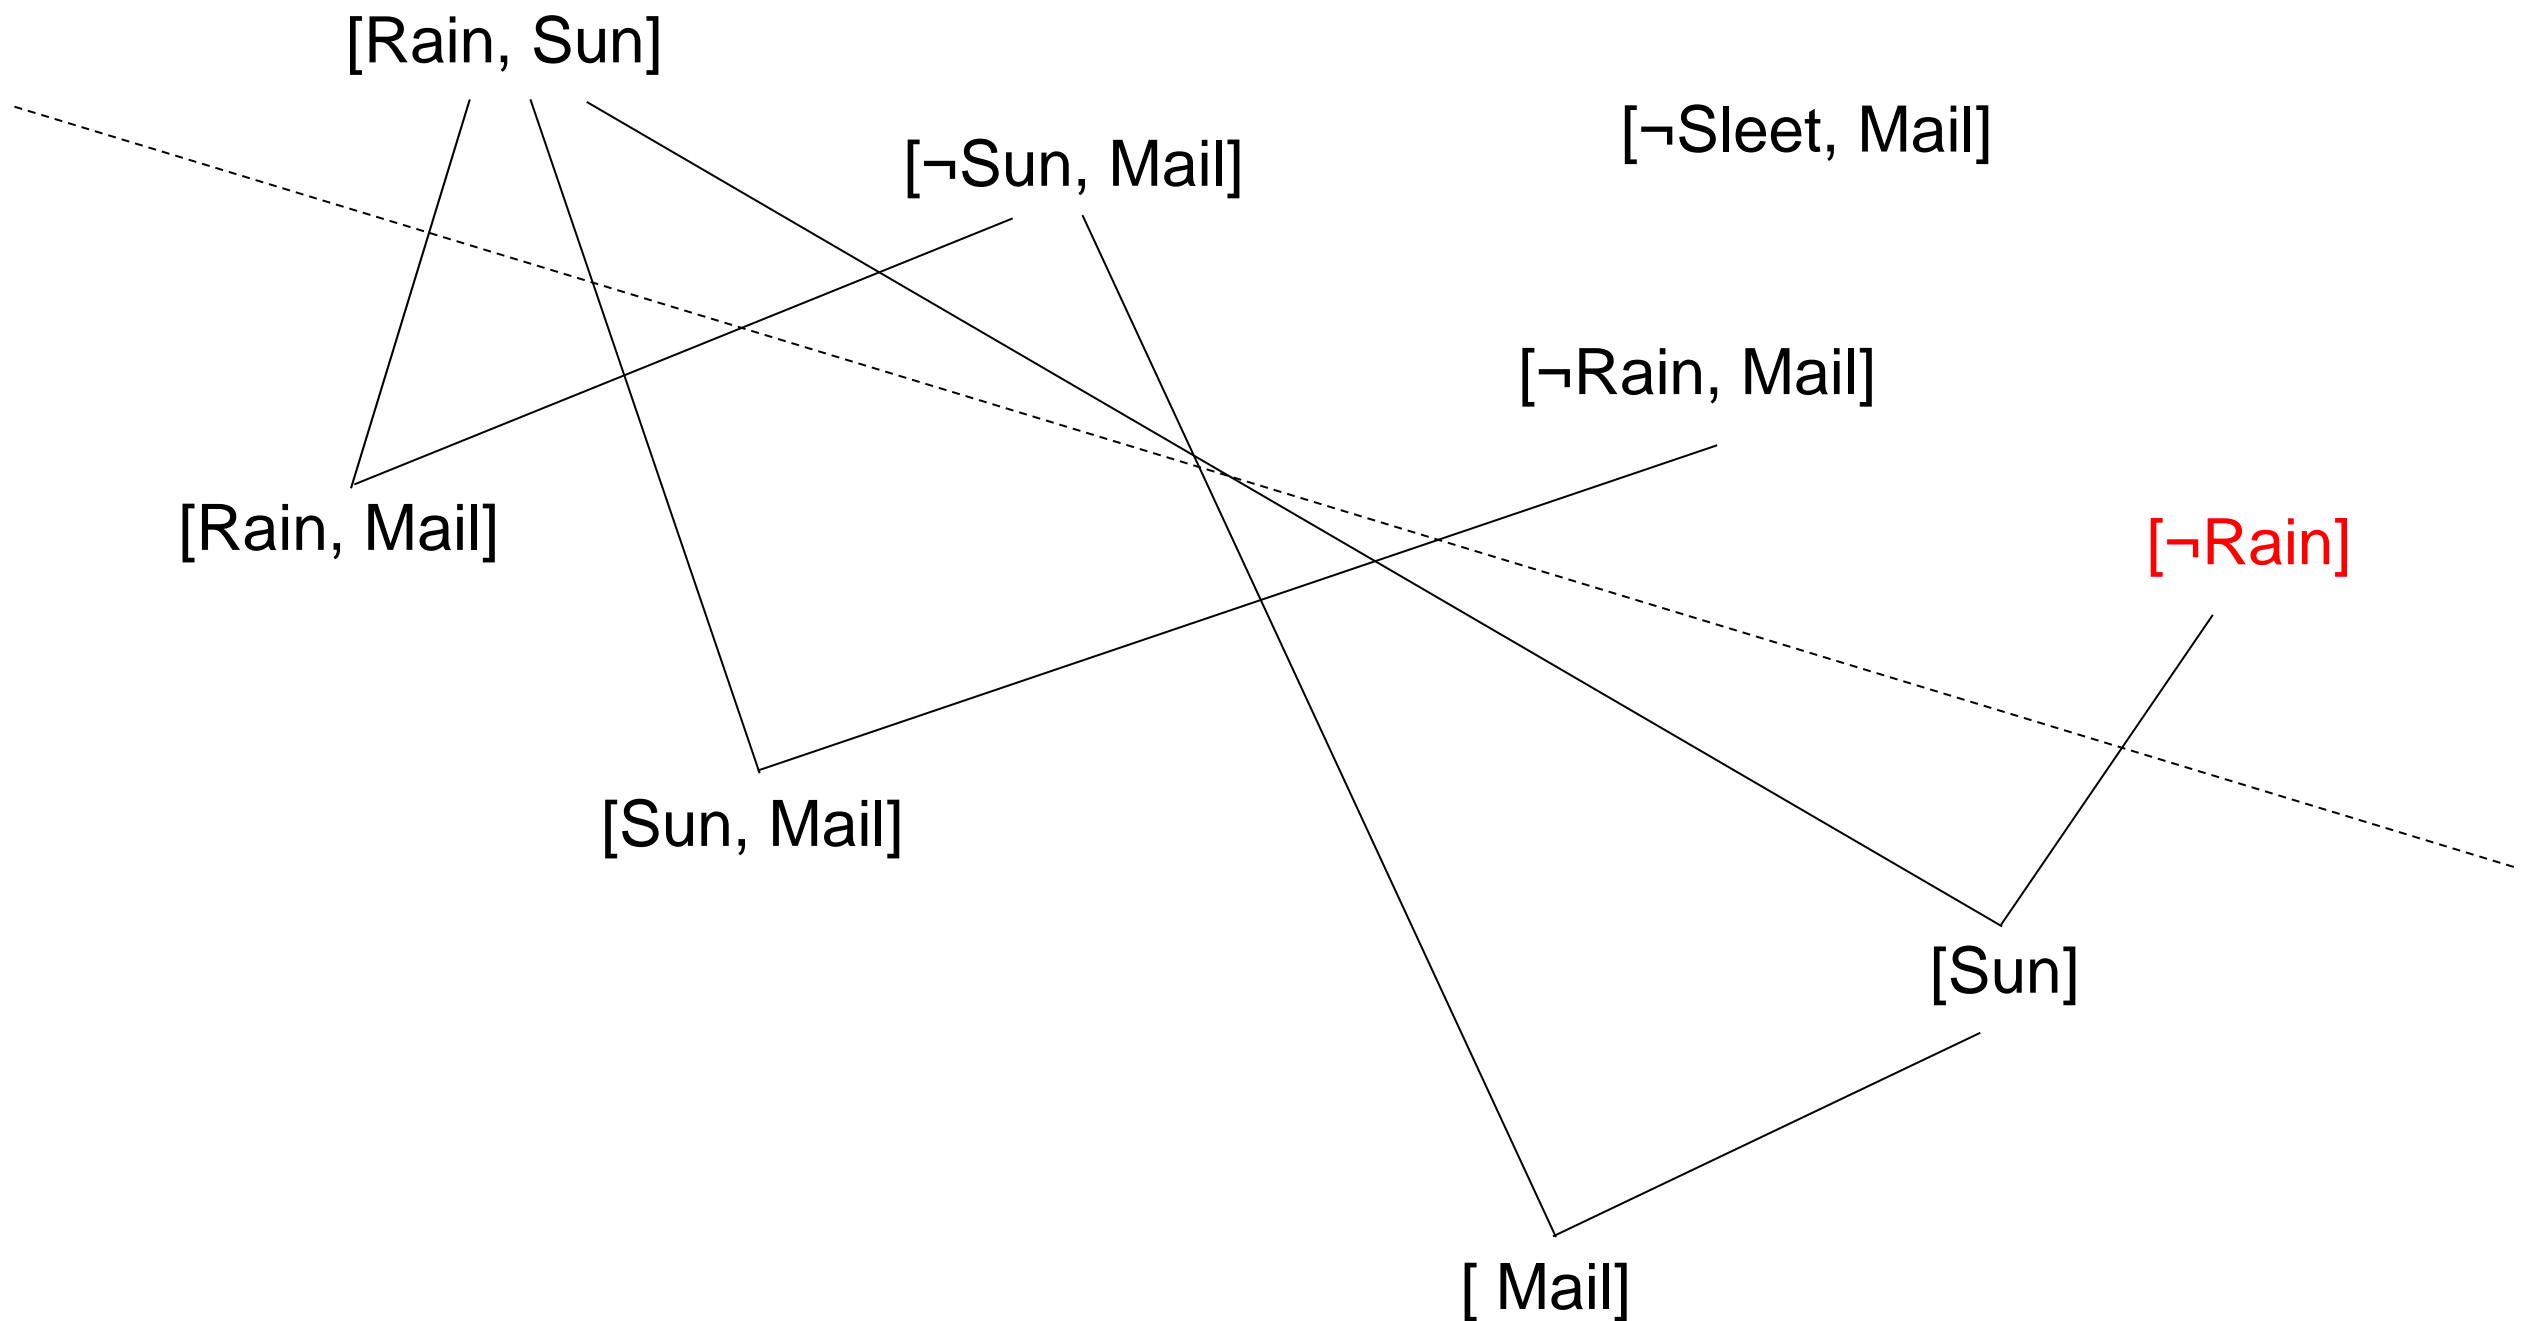 [Rain, Sun]
[¬Sleet, Mail]
[¬Sun, Mail]
[¬Rain, Mail]
[Rain, Mail]
[¬Rain]
[Sun, Mail]
[Sun]
[ Mail]